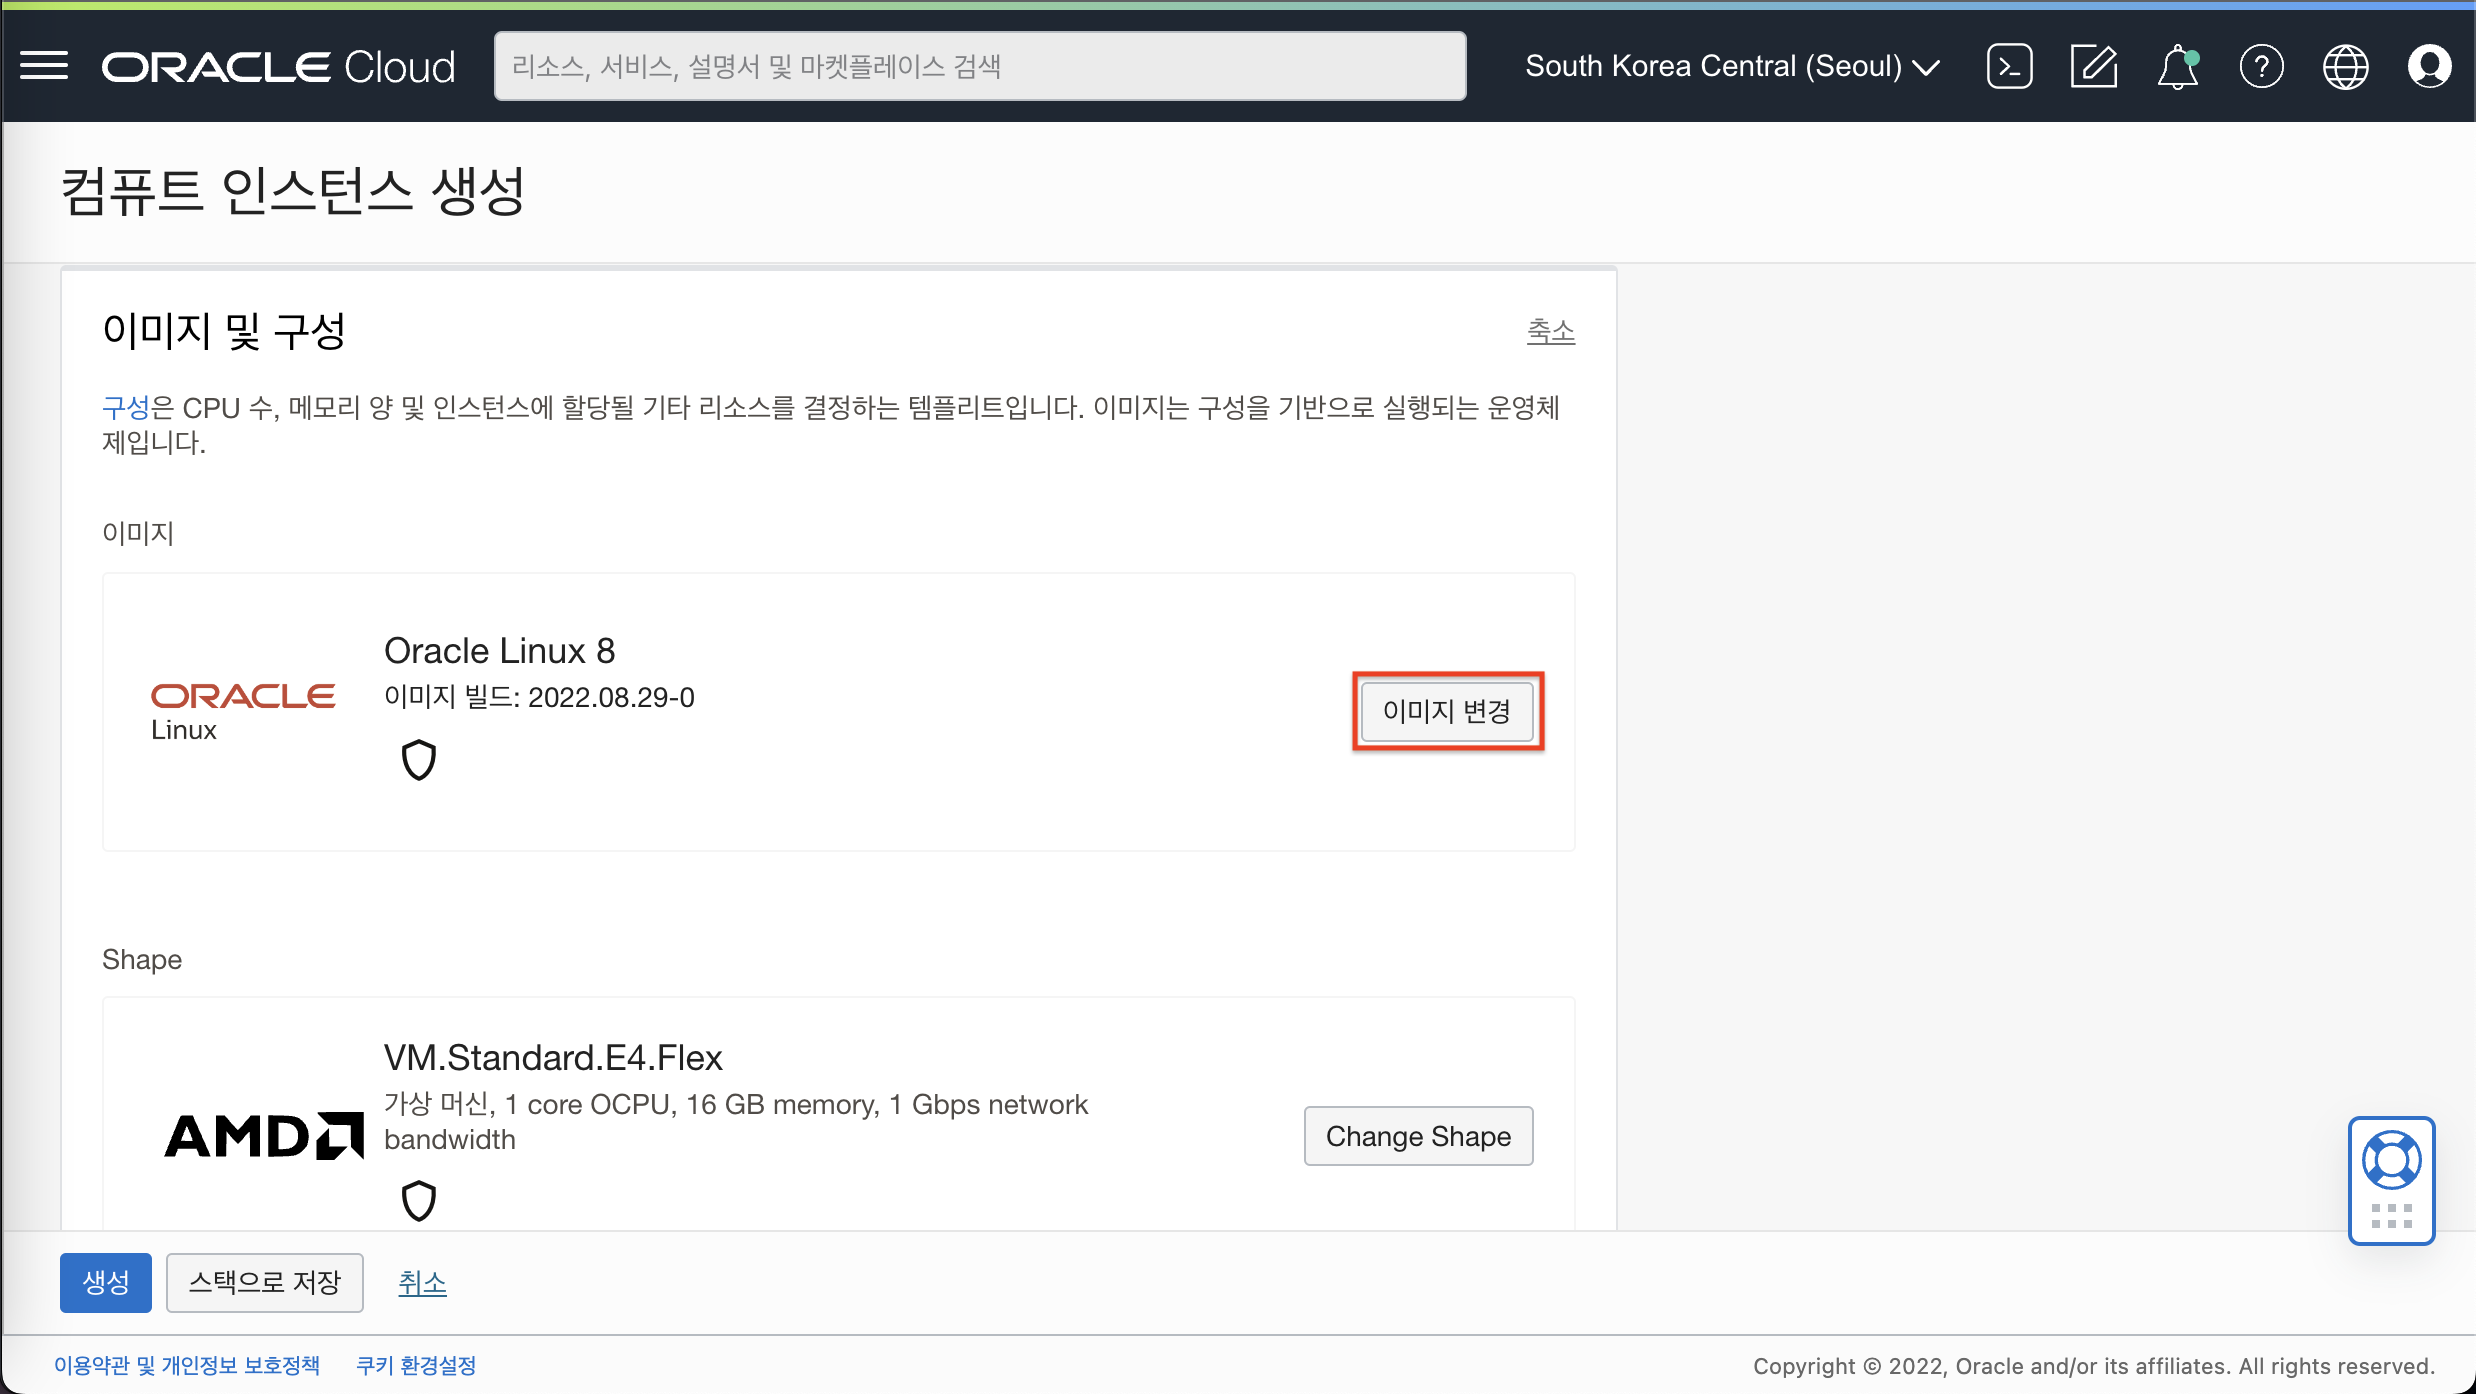 ORACLE Cloud
리소스, 서비스, 설명서 및 마켓플레이스 검색
South Korea Central (Seoul)
컴퓨트 인스턴스 생성
이미지 및 구성
축소
구성은 CPU 수, 메모리 양 및 인스턴스에 할당될 기타 리소스를 결정하는 템플리트입니다. 이미지는 구성을 기반으로 실행되는 운영체
제입니다.
이미지
ORACLE
Linux
Oracle Linux 8
이미지 빌드: 2022.08.29-0
이미지 변경
Shape
AMD
VM.Standard.E4.Flex
가상 머신, 1 core OCPU, 16 GB memory, 1 Gbps network
bandwidth
Change Shape
생성
스택으로 저장
취소
이용약관 및 개인정보 보호정책
쿠키 환경설정
Copyright © 2022, Oracle and/or its affiliates. All rights reserved.